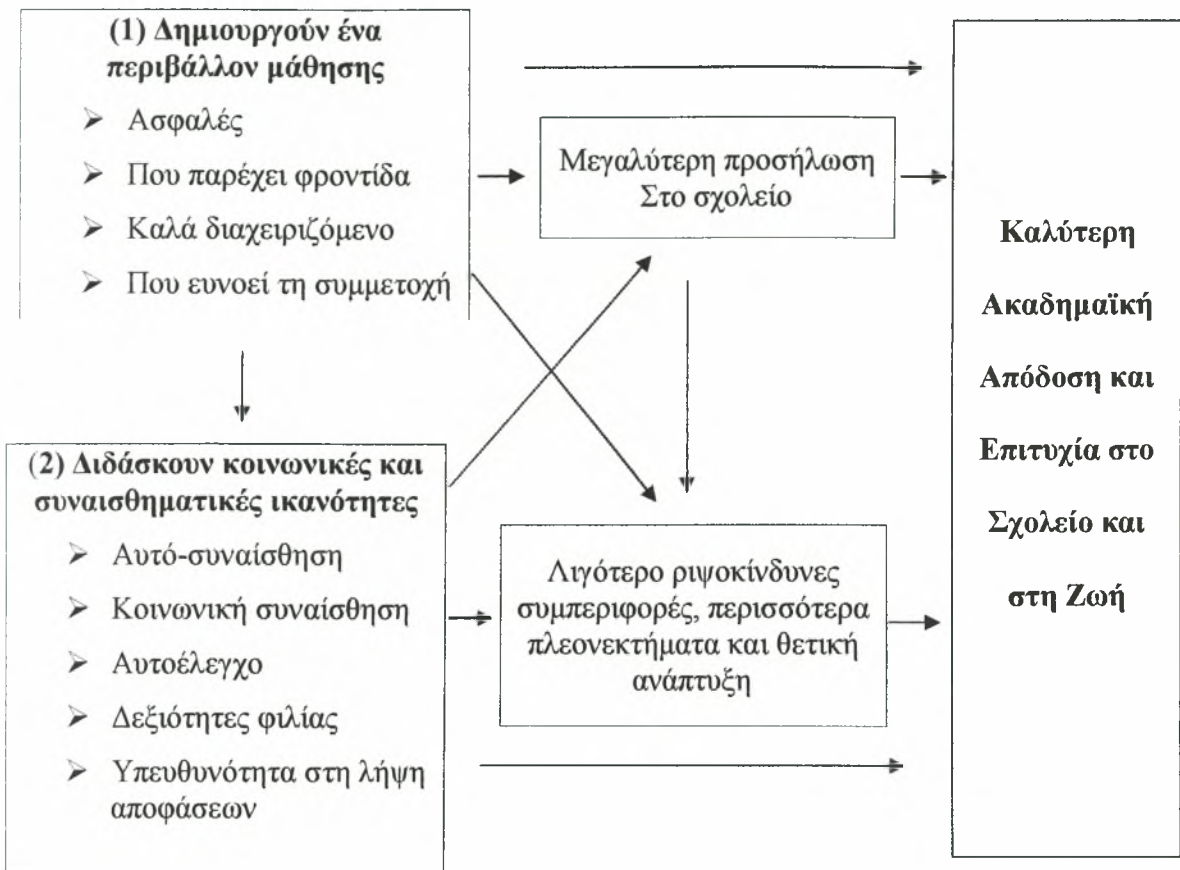 (1) Δημιουργούν ένα
περιβάλλον μάθησης
➢ Ασφαλές
➢ Που παρέχει φροντίδα
➢ Καλά διαχειριζόμενο
➢ Που ευνοεί τη συμμετοχή
Μεγαλύτερη προσήλωση
Στο σχολείο
(2) Διδάσκουν κοινωνικές και
συναισθηματικές ικανότητες
➢ Αυτό-συναίσθηση
➢ Κοινωνική συναίσθηση
➢ Αυτοέλεγχο
➢ Δεξιότητες φιλίας
➢ Υπευθυνότητα στη λήψη
αποφάσεων
Λιγότερο ριψοκίνδυνες
συμπεριφορές, περισσότερα
πλεονεκτήματα και θετική
ανάπτυξη
Καλύτερη
Ακαδημαϊκή
Απόδοση και
Επιτυχία στο
Σχολείο και
στη Ζωή